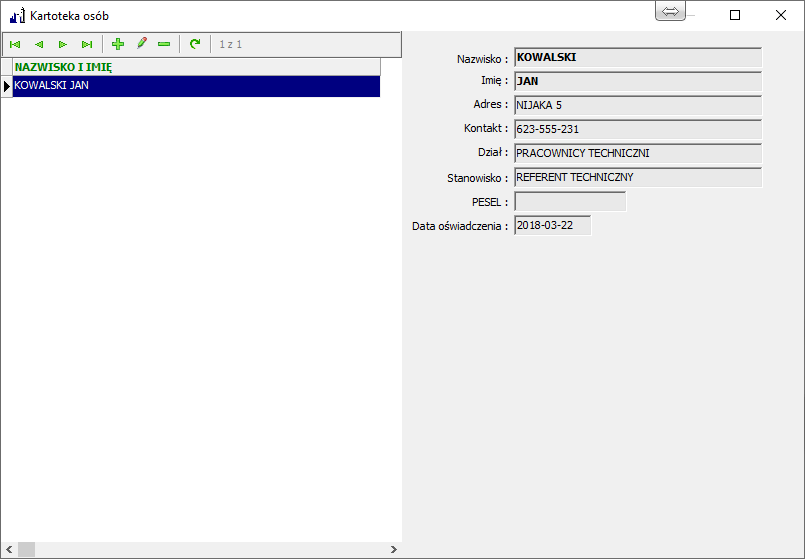 Kartoteka osób
1 z 1
NAZWISKO I IMIĘ
KOWALSKI JAN
Nazwisko : KOWALSKI
Imię : JAN
Adres : NIJAKA 5
Kontakt : 623-555-231
Dział : PRACOWNICY TECHNICZNI
Stanowisko : REFERENT TECHNICZNY
PESEL :
Data oświadczenia : 2018-03-22